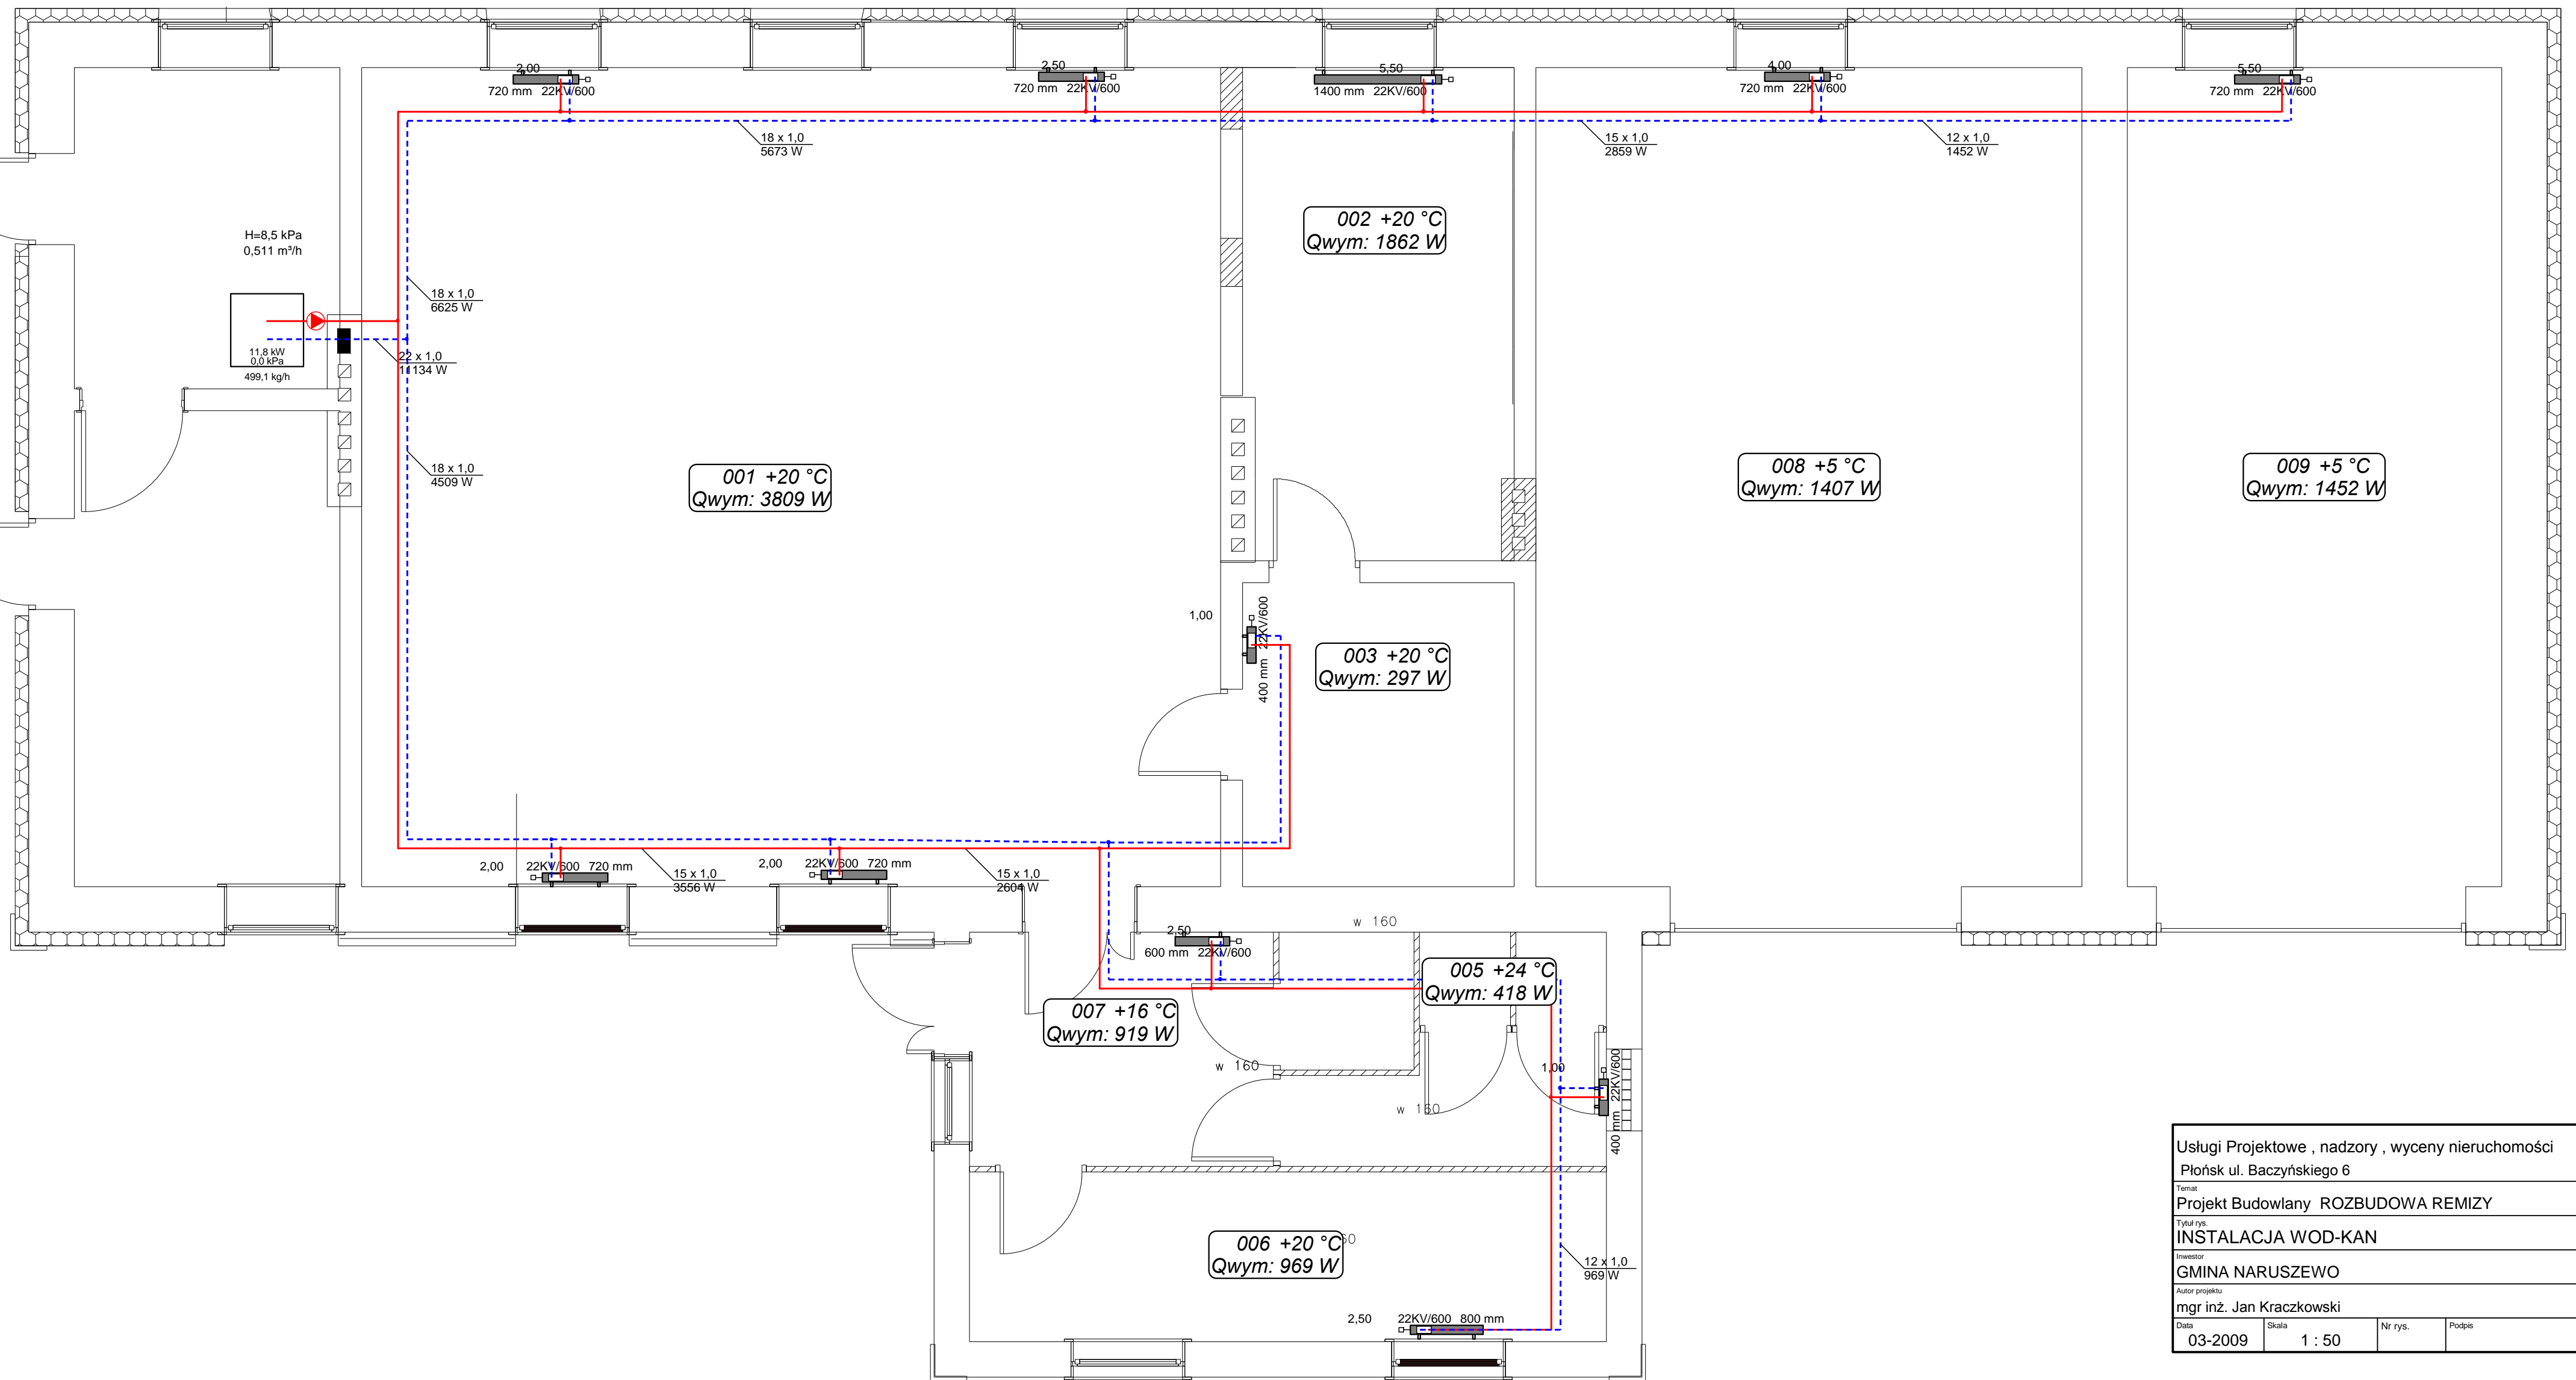 2,00
720 mm 22KV/600
2,50
720 mm 22KV/600
5,50
1400 mm 22KV/600
4,00
720 mm 22KV/600
5,50
720 mm 22KV/600
18 x 1,0
5673 W
15 x 1,0
2859 W
12 x 1,0
1452 W
002 +20 °C
Qwym: 1862 W
H=8,5 kPa
0,511 m³/h
18 x 1,0
6625 W
11,8 kW
0,0 kPa
499,1 kg/h
22 x 1,0
11134 W
18 x 1,0
4509 W
001 +20 °C
Qwym: 3809 W
008 +5 °C
Qwym: 1407 W
009 +5 °C
Qwym: 1452 W
1,00
400 mm 22KV/600
003 +20 °C
Qwym: 297 W
2,00 22KV/600 720 mm
2,00 22KV/600 720 mm
15 x 1,0
3556 W
15 x 1,0
2604 W
w 160
2,50
600 mm 22KV/600
005 +24 °C
Qwym: 418 W
007 +16 °C
Qwym: 919 W
w 160
1,00
400 mm 22KV/600
w 160
006 +20 °C
Qwym: 969 W
12 x 1,0
969 W
2,50 22KV/600 800 mm
Usługi Projektowe , nadzory , wyceny nieruchomości
Płońsk ul. Baczyńskiego 6
Temat
Projekt Budowlany ROZBUDOWA REMIZY
Tytuł rys.
INSTALACJA WOD-KAN
Inwestor
GMINA NARUSZEWO
Autor projektu
mgr inż. Jan Kraczkowski
Data Skala Nr rys. Podpis
03-2009 1 : 50